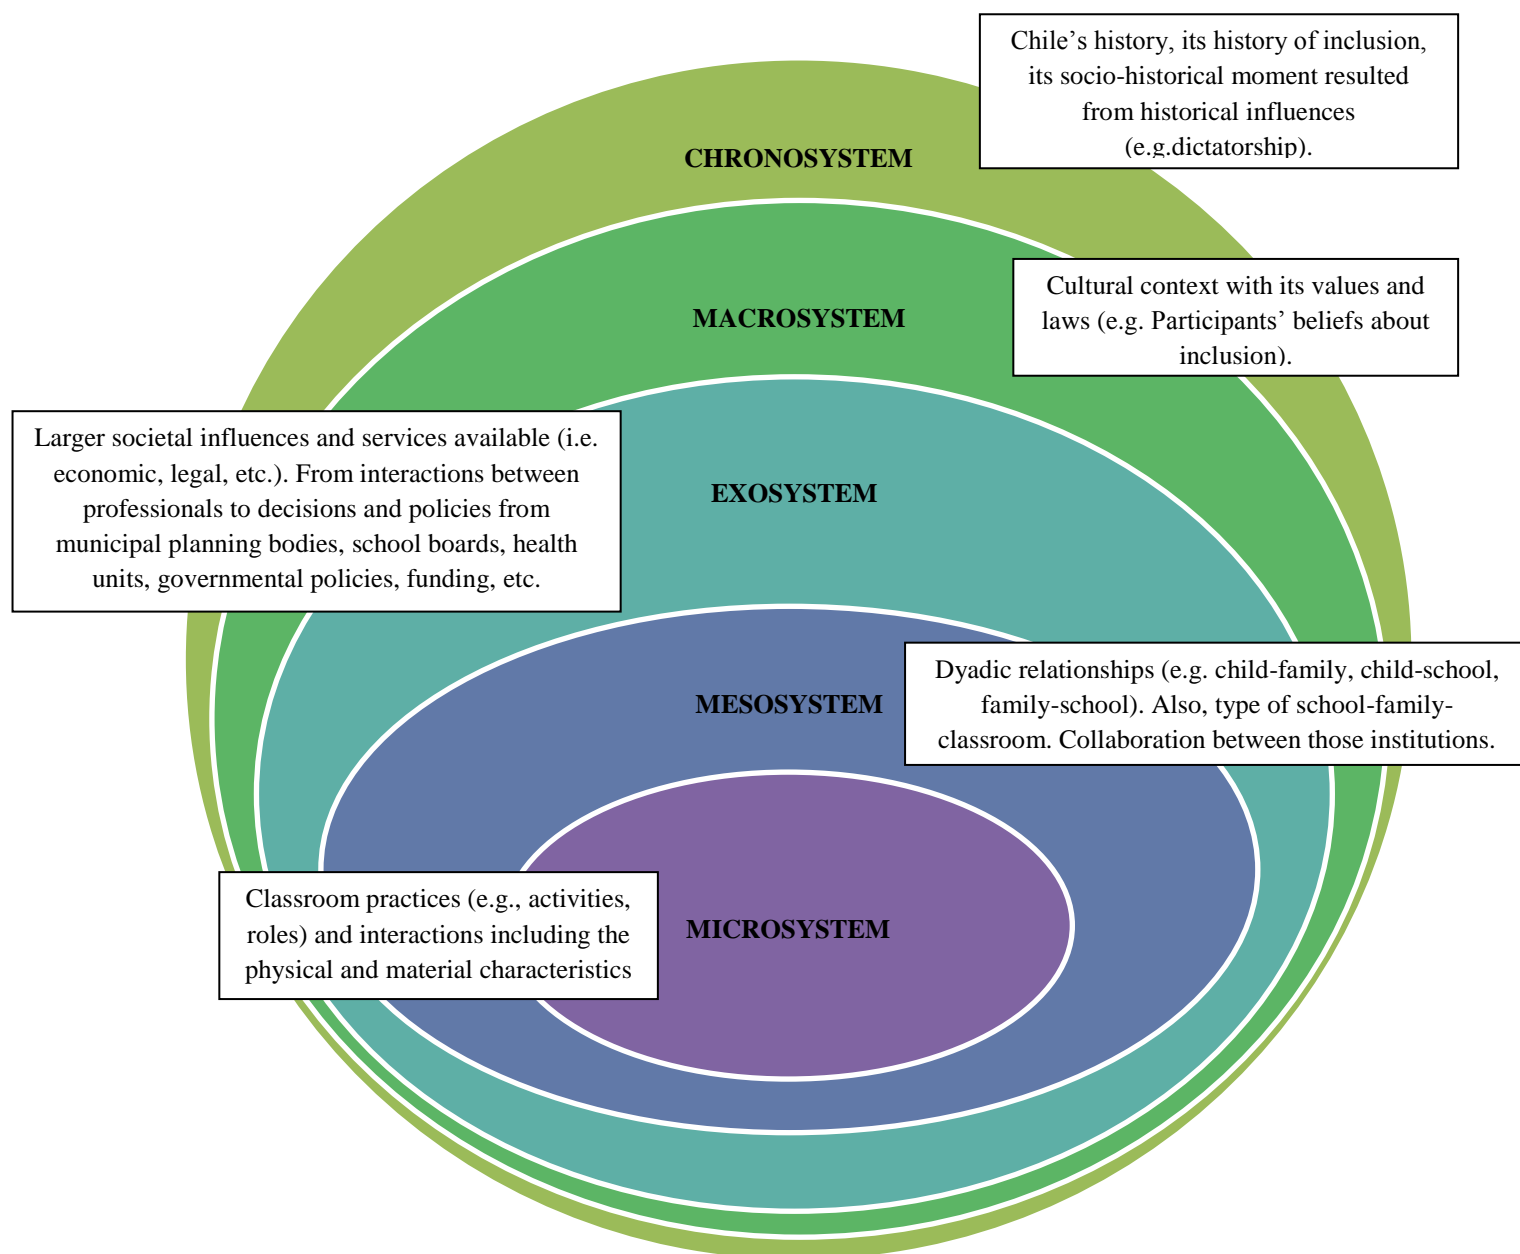 Chile’s history, its history of inclusion,
its socio-historical moment resulted
from historical influences
(e.g.dictatorship).
CHRONOSYSTEM
Cultural context with its values and
laws (e.g. Participants’ beliefs about
inclusion).
MACROSYSTEM
Larger societal influences and services available (i.e.
economic, legal, etc.). From interactions between
professionals to decisions and policies from
municipal planning bodies, school boards, health
units, governmental policies, funding, etc.
EXOSYSTEM
Dyadic relationships (e.g. child-family, child-school,
family-school). Also, type of school-family-
classroom. Collaboration between those institutions.
MESOSYSTEM
Classroom practices (e.g., activities,
roles) and interactions including the
physical and material characteristics
MICROSYSTEM